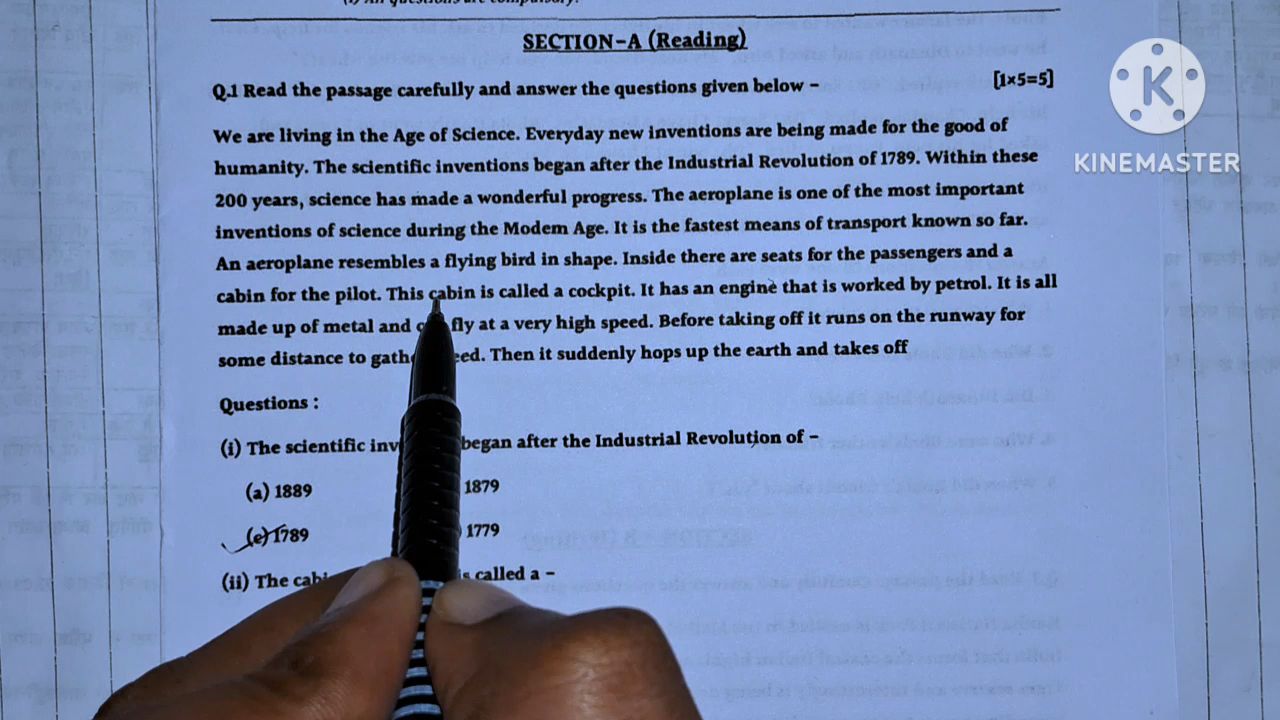 (i) All questions are compulsory.
SECTION-A (Reading)
Q.1 Read the passage carefully and answer the questions given below – [1×5=5]
We are living in the Age of Science. Everyday new inventions are being made for the good of
humanity. The scientific inventions began after the Industrial Revolution of 1789. Within these
200 years, science has made a wonderful progress. The aeroplane is one of the most important
inventions of science during the Modem Age. It is the fastest means of transport known so far.
An aeroplane resembles a flying bird in shape. Inside there are seats for the passengers and a
cabin for the pilot. This cabin is called a cockpit. It has an engine that is worked by petrol. It is all
made up of metal and fly at a very high speed. Before taking off it runs on the runway for
some distance to Then it suddenly hops up the earth and takes off
Questions :
(i) The scientific began after the Industrial Revolution of –
(a) 1889 1879
(c) 1789 1779
(ii) The called a –
K
KINEMASTER